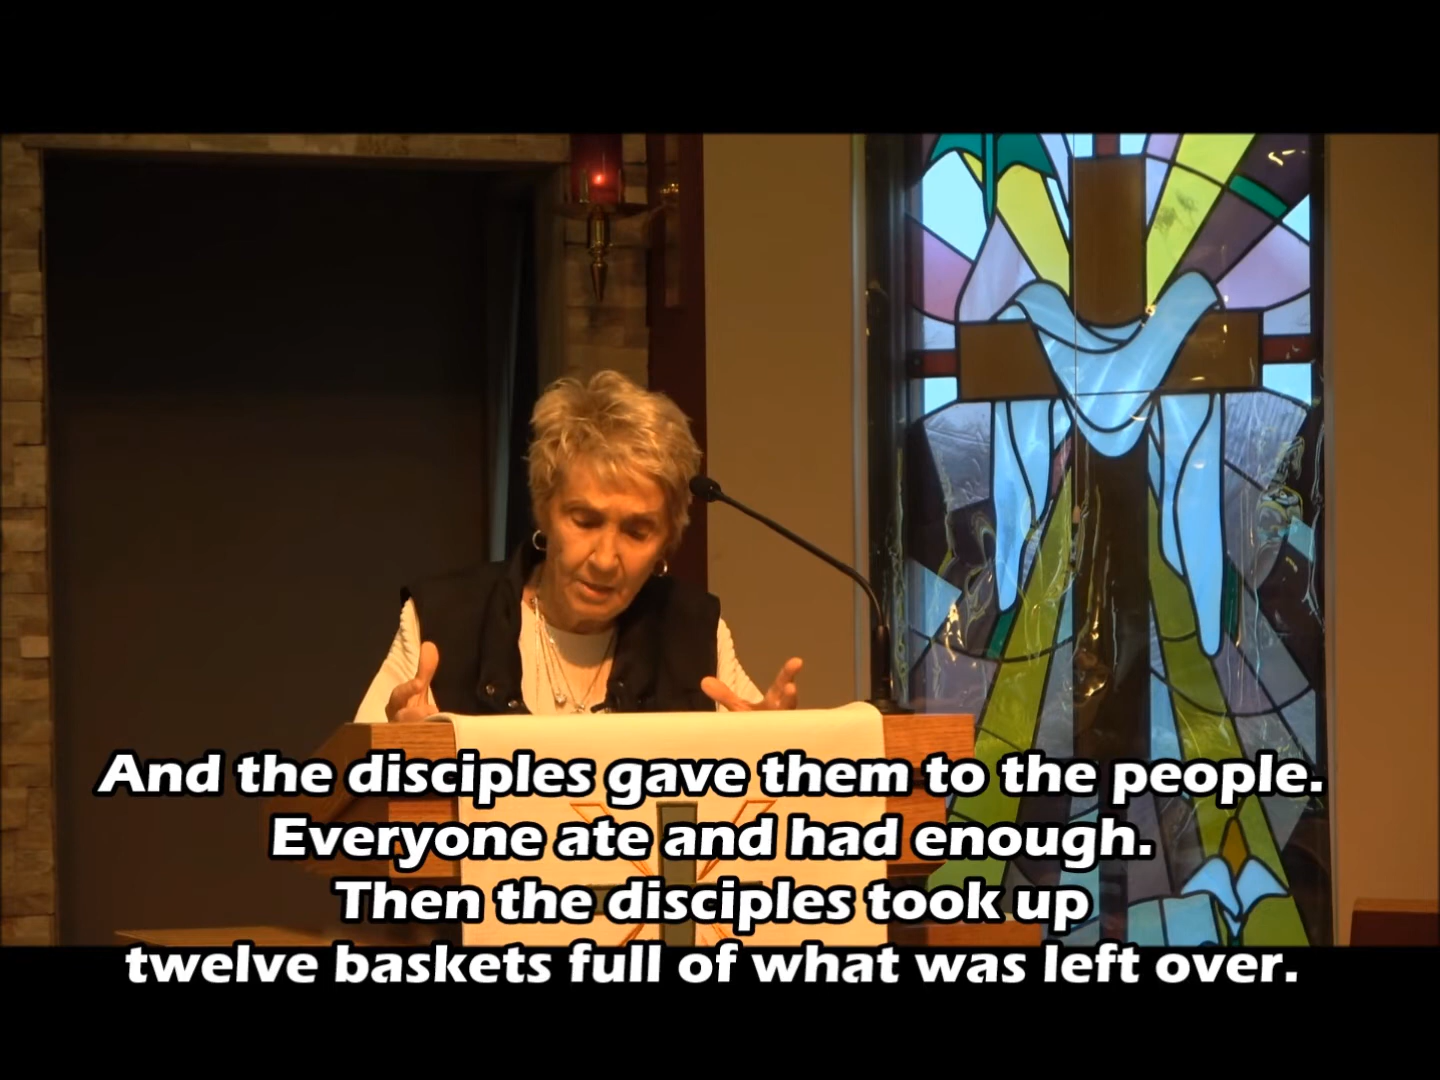 And the disciples gave them to the people.
Everyone ate and had enough.
Then the disciples took up
twelve baskets full of what was left over.